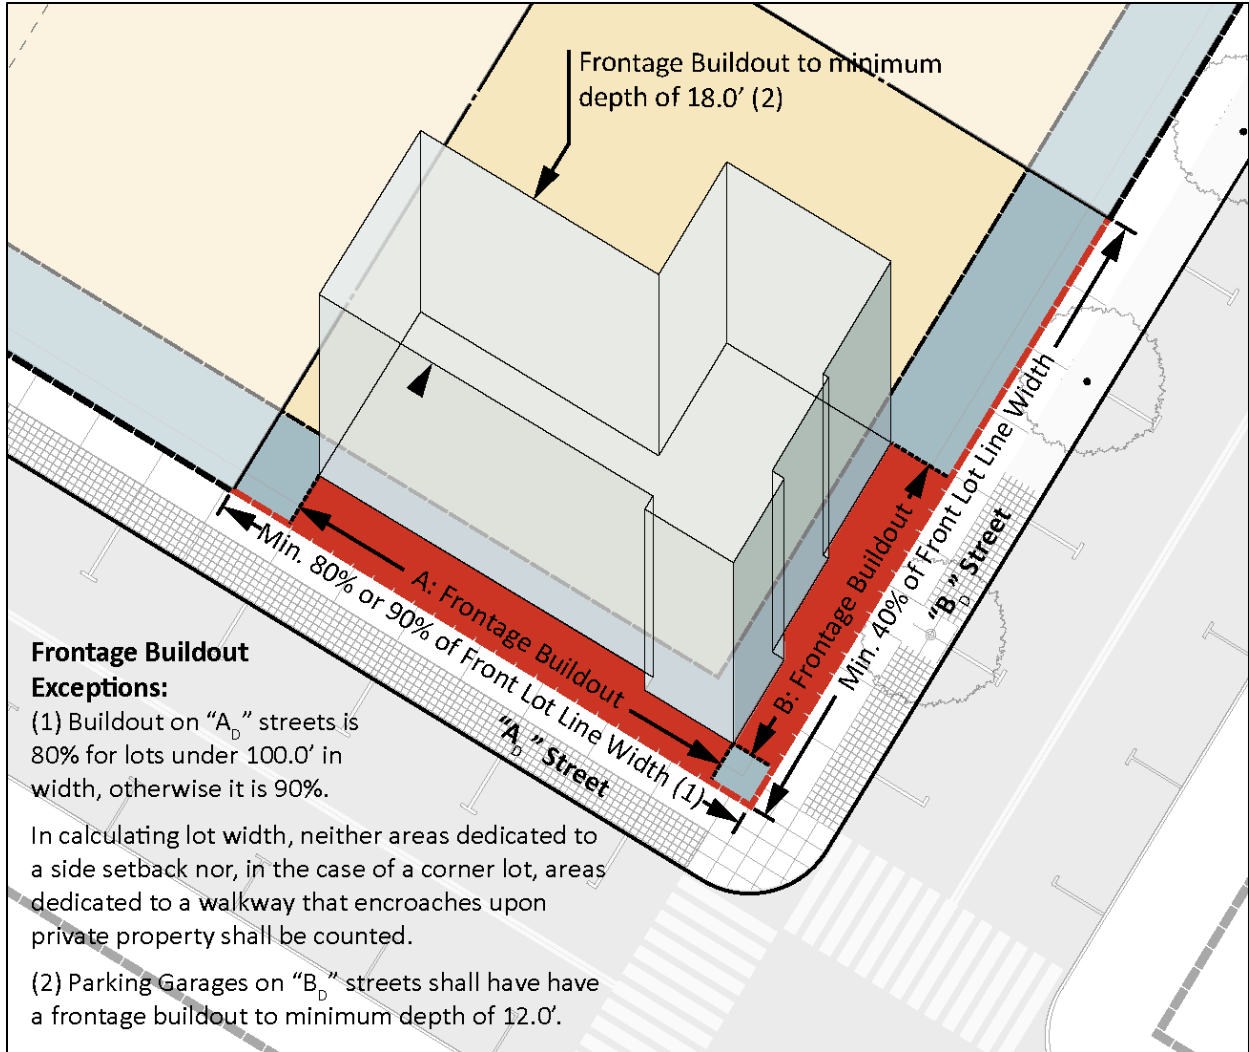 Frontage Buildout to minimum
depth of 18.0' (2)
A: Frontage Buildout
Min. 80% or 90% of Front Lot Line Width (1)
"A_D" Street
B: Frontage Buildout
Min. 40% of Front Lot Line Width
"B_D" Street
Frontage Buildout
Exceptions:
(1) Buildout on "A_D" streets is
80% for lots under 100.0' in
width, otherwise it is 90%.
In calculating lot width, neither areas dedicated to
a side setback nor, in the case of a corner lot, areas
dedicated to a walkway that encroaches upon
private property shall be counted.
(2) Parking Garages on "B_D" streets shall have have
a frontage buildout to minimum depth of 12.0'.